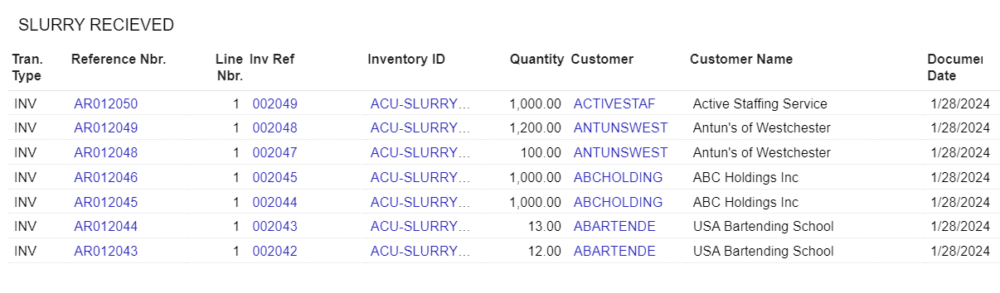 SLURRY RECIEVED
Tran. Type Reference Nbr. Line Nbr. Inv Ref Inventory ID Quantity Customer Customer Name Documer Date
INV AR012050 1 002049 ACU-SLURRY... 1,000.00 ACTIVESTAF Active Staffing Service 1/28/2024
INV AR012049 1 002048 ACU-SLURRY... 1,200.00 ANTUNSWEST Antun's of Westchester 1/28/2024
INV AR012048 1 002047 ACU-SLURRY... 100.00 ANTUNSWEST Antun's of Westchester 1/28/2024
INV AR012046 1 002045 ACU-SLURRY... 1,000.00 ABCHOLDING ABC Holdings Inc 1/28/2024
INV AR012045 1 002044 ACU-SLURRY... 1,000.00 ABCHOLDING ABC Holdings Inc 1/28/2024
INV AR012044 1 002043 ACU-SLURRY... 13.00 ABARTENDE USA Bartending School 1/28/2024
INV AR012043 1 002042 ACU-SLURRY... 12.00 ABARTENDE USA Bartending School 1/28/2024